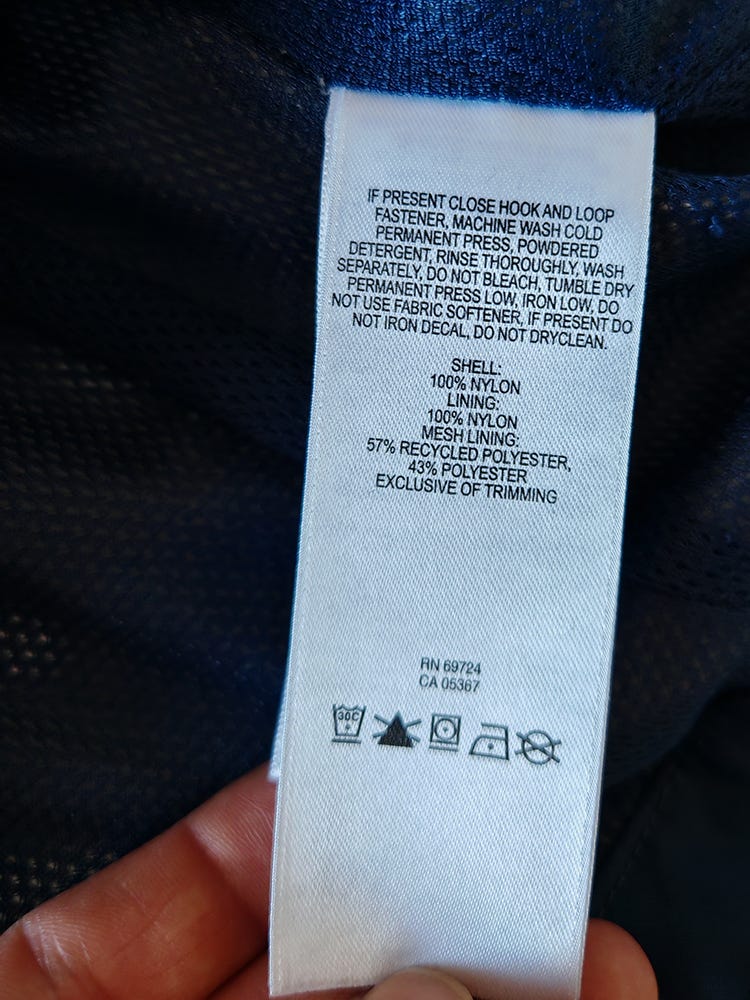 IF PRESENT CLOSE HOOK AND LOOP
FASTENER, MACHINE WASH COLD
PERMANENT PRESS, POWDERED
DETERGENT, RINSE THOROUGHLY, WASH
SEPARATELY, DO NOT BLEACH, TUMBLE DRY
PERMANENT PRESS LOW, IRON LOW, DO
NOT USE FABRIC SOFTENER, IF PRESENT DO
NOT IRON DECAL, DO NOT DRYCLEAN.
SHELL:
100% NYLON
LINING:
100% NYLON
MESH LINING:
57% RECYCLED POLYESTER,
43% POLYESTER
EXCLUSIVE OF TRIMMING
RN 69724
CA 05367
30C